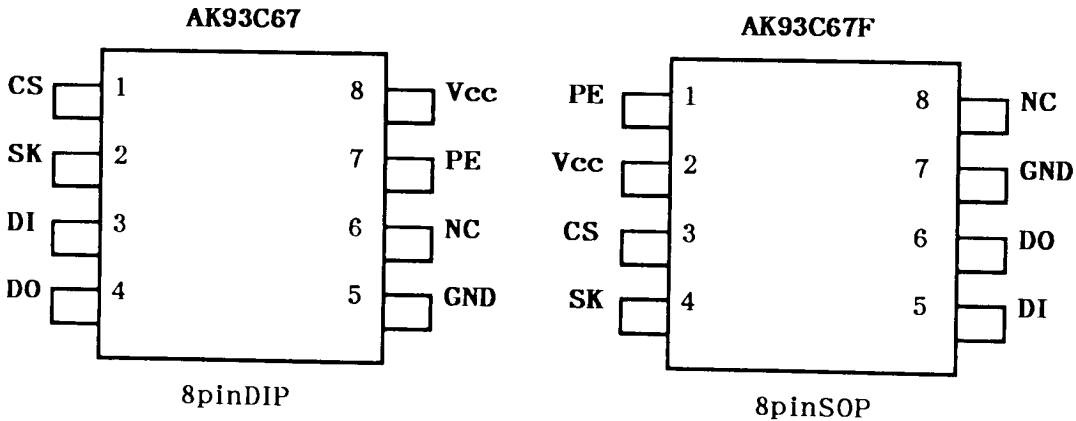 AK93C67
CS 1 8 Vcc
SK 2 7 PE
DI 3 6 NC
DO 4 5 GND
8pinDIP
AK93C67F
PE 1 8 NC
Vcc 2 7 GND
CS 3 6 DO
SK 4 5 DI
8pinSOP